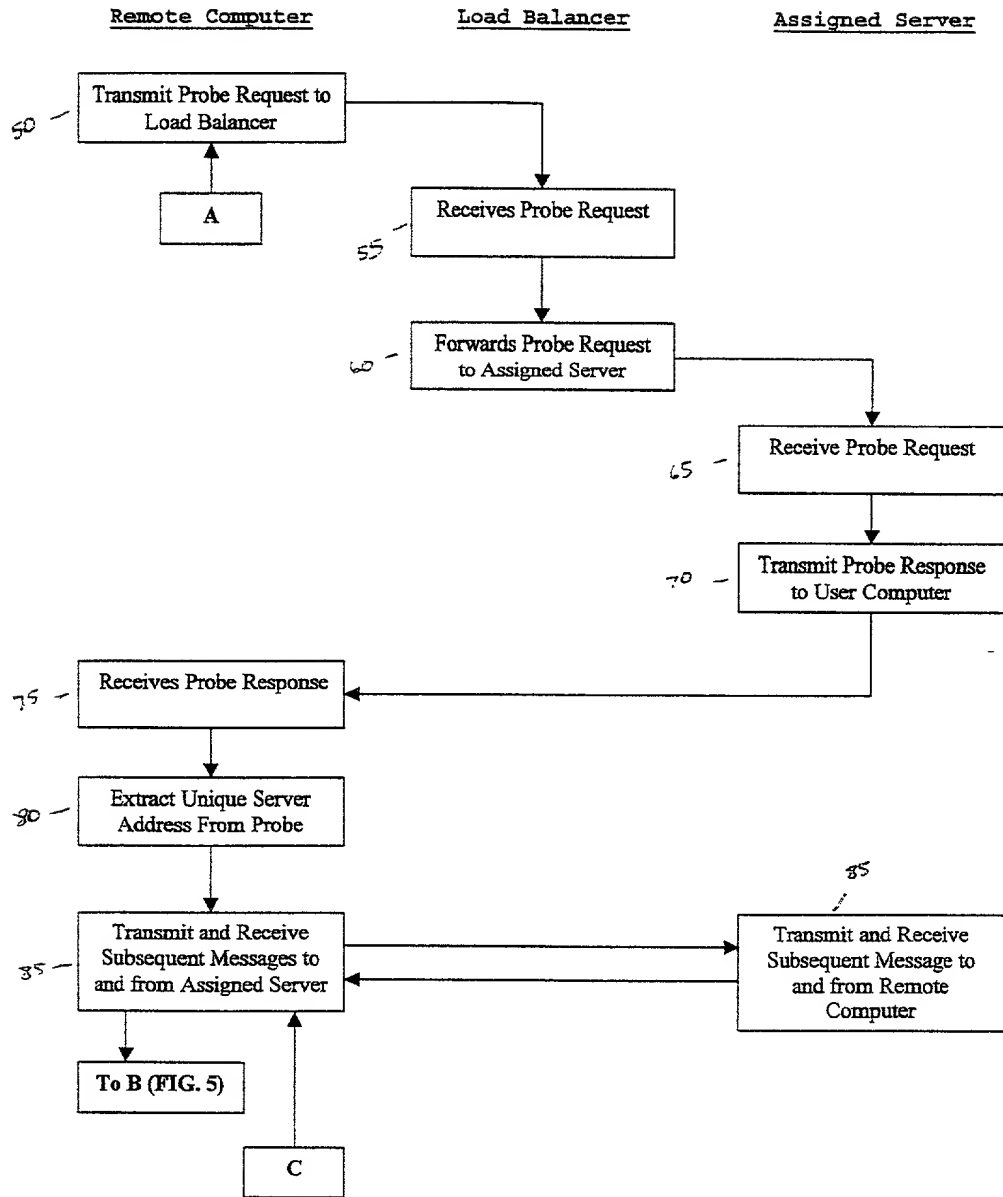 Remote Computer
Load Balancer
Assigned Server
50
Transmit Probe Request to
Load Balancer
A
55
Receives Probe Request
60
Forwards Probe Request
to Assigned Server
65
Receive Probe Request
70
Transmit Probe Response
to User Computer
75
Receives Probe Response
80
Extract Unique Server
Address From Probe
85
Transmit and Receive
Subsequent Messages to
and from Assigned Server
85
Transmit and Receive
Subsequent Message to
and from Remote
Computer
To B (FIG. 5)
C